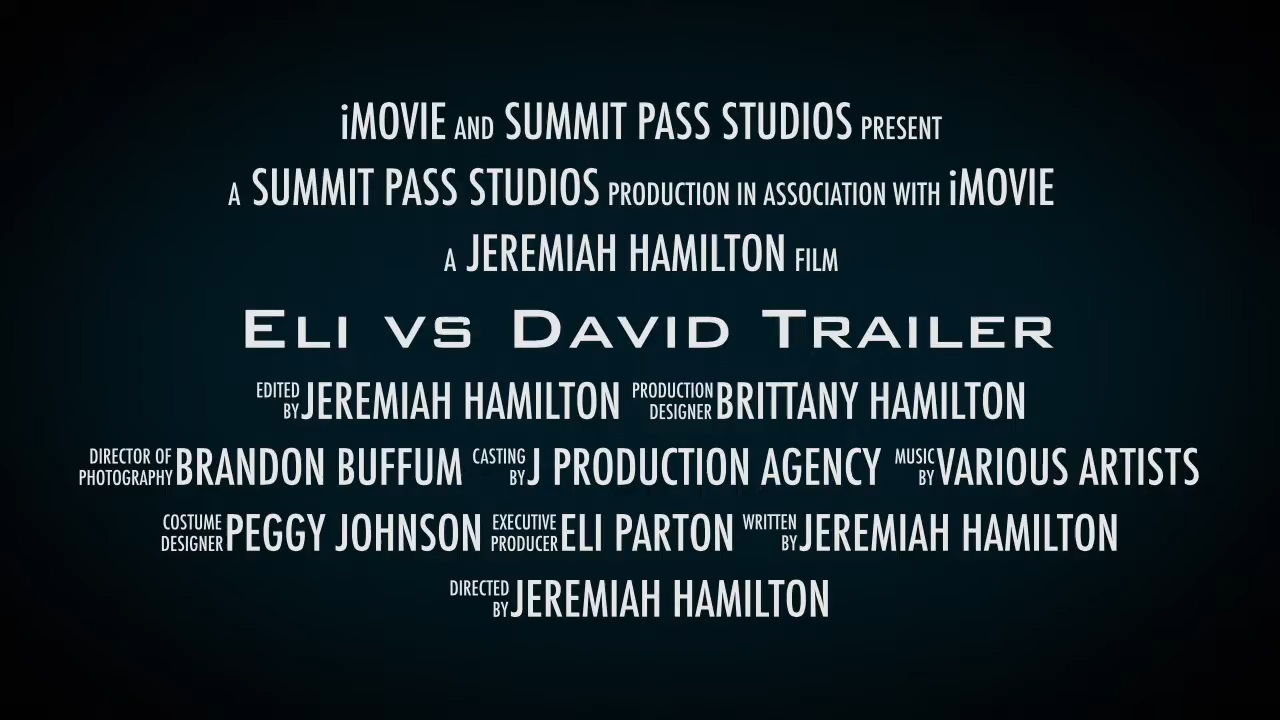 iMOVIE AND SUMMIT PASS STUDIOS PRESENT
A SUMMIT PASS STUDIOS PRODUCTION IN ASSOCIATION WITH iMOVIE
A JEREMIAH HAMILTON FILM
ELI VS DAVID TRAILER
EDITED BY JEREMIAH HAMILTON PRODUCTION DESIGNER BRITTANY HAMILTON
DIRECTOR OF PHOTOGRAPHY BRANDON BUFFUM CASTING BY J PRODUCTION AGENCY MUSIC BY VARIOUS ARTISTS
COSTUME DESIGNER PEGGY JOHNSON EXECUTIVE PRODUCER ELI PARTON WRITTEN BY JEREMIAH HAMILTON
DIRECTED BY JEREMIAH HAMILTON